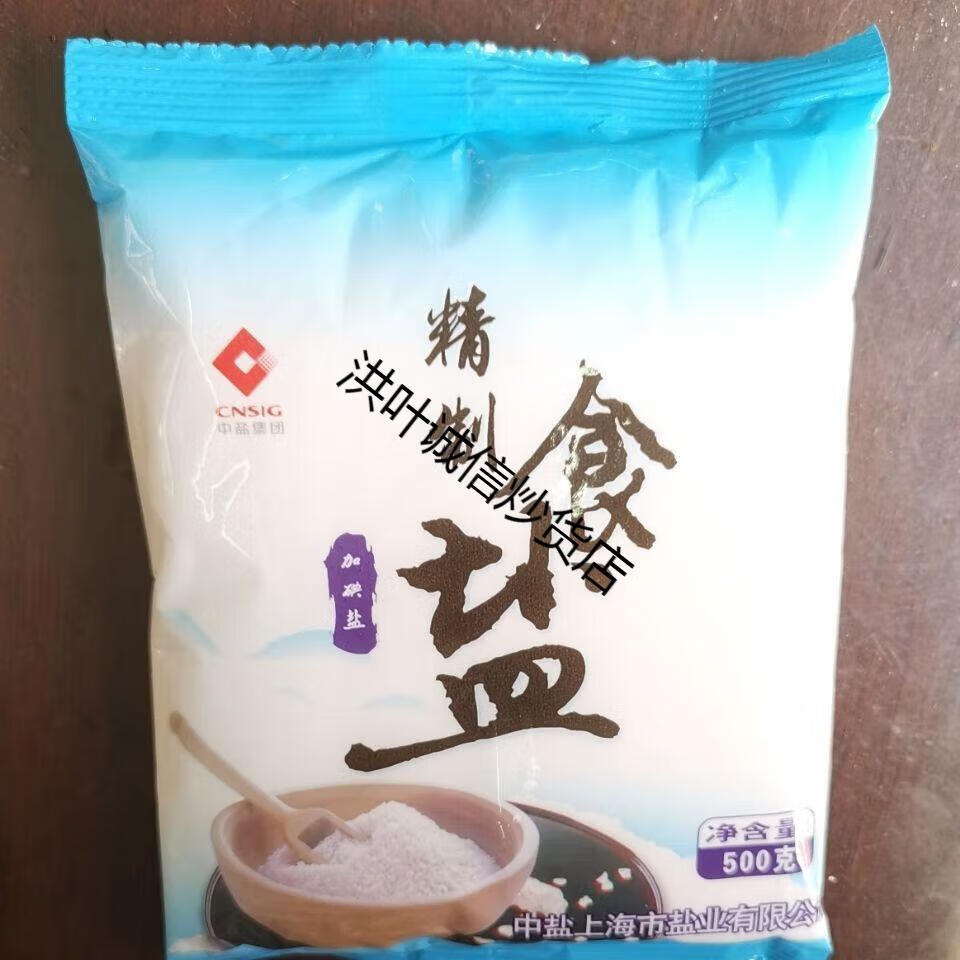 CNSIG
中盐集团
精制
食盐
加碘盐
洪叶诚信炒货店
净含量
500克
中盐上海市盐业有限公